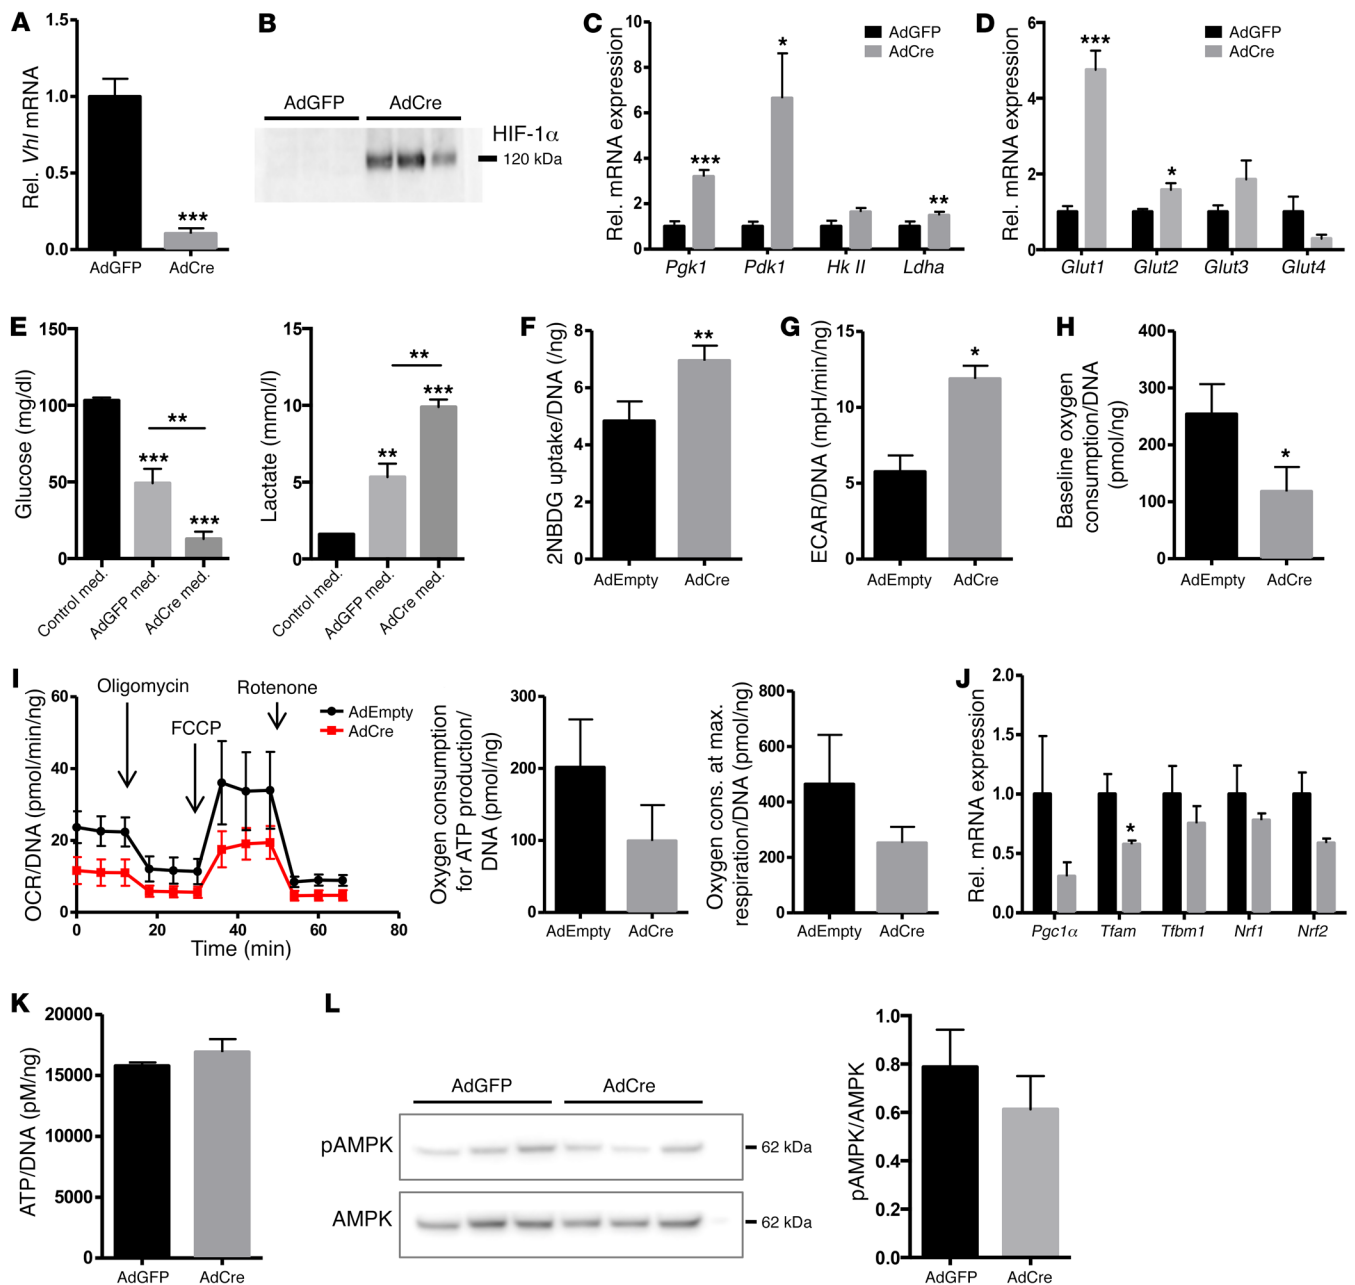 A
Rel. Vhl mRNA
1.5
1.0
0.5
0.0
***
AdGFP
AdCre
B
AdGFP
AdCre
HIF-1α
120 kDa
C
Rel. mRNA expression
10
8
6
4
2
0
***
*
**
AdGFP
AdCre
Pgk1
Pdk1
Hk II
Ldha
D
Rel. mRNA expression
6
4
2
0
***
*
AdGFP
AdCre
Glut1
Glut2
Glut3
Glut4
E
Glucose (mg/dl)
150
100
50
0
***
**
***
Control med.
AdGFP med.
AdCre med.
Lactate (mmol/l)
15
10
5
0
**
**
***
Control med.
AdGFP med.
AdCre med.
F
2NBDG uptake/DNA (/ng)
8
6
4
2
0
**
AdEmpty
AdCre
G
ECAR/DNA (mpH/min/ng)
15
10
5
0
*
AdEmpty
AdCre
H
Baseline oxygen
consumption/DNA
(pmol/ng)
400
300
200
100
0
*
AdEmpty
AdCre
I
OCR/DNA (pmol/min/ng)
60
40
20
0
Oligomycin
FCCP
Rotenone
AdEmpty
AdCre
0
20
40
60
80
Time (min)
Oxygen consumption
for ATP production/
DNA (pmol/ng)
300
200
100
0
AdEmpty
AdCre
Oxygen cons. at max.
respiration/DNA (pmol/ng)
800
600
400
200
0
AdEmpty
AdCre
J
Rel. mRNA expression
2.0
1.5
1.0
0.5
0.0
*
Pgc1α
Tfam
Tfbm1
Nrf1
Nrf2
K
ATP/DNA (pM/ng)
20000
15000
10000
5000
0
AdGFP
AdCre
L
AdGFP
AdCre
pAMPK
62 kDa
AMPK
62 kDa
pAMPK/AMPK
1.0
0.8
0.6
0.4
0.2
0.0
AdGFP
AdCre